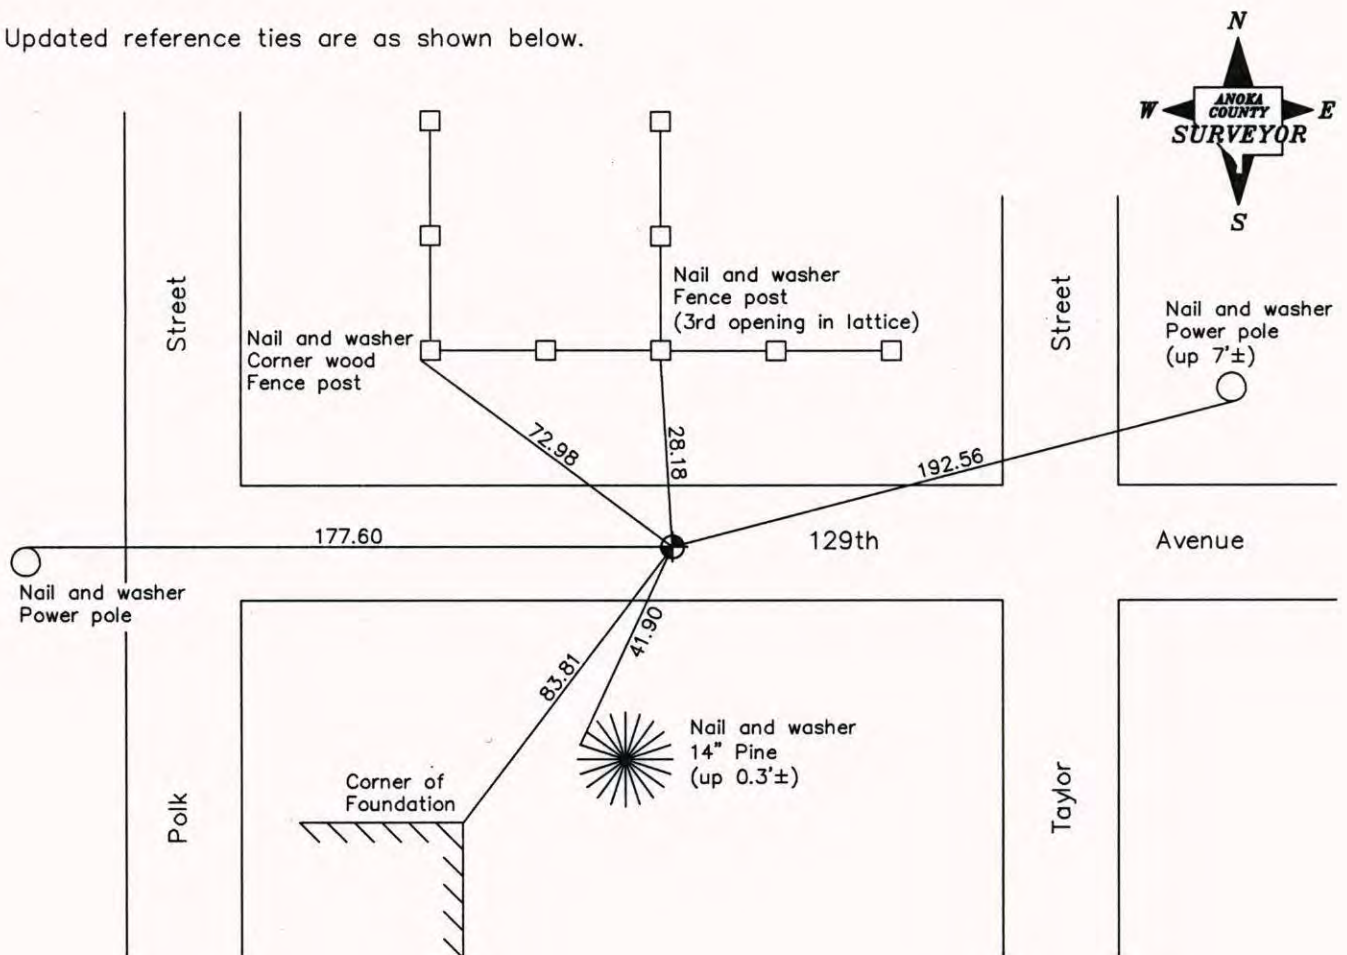 Updated reference ties are as shown below.
N
W
ANOKA
COUNTY
SURVEYOR
E
S
Street
Nail and washer
Corner wood
Fence post
Nail and washer
Fence post
(3rd opening in lattice)
Street
Nail and washer
Power pole
(up 7'±)
72.98
28.18
192.56
177.60
129th
Avenue
Nail and washer
Power pole
83.81
41.90
Nail and washer
14" Pine
(up 0.3'±)
Corner of
Foundation
Polk
Taylor